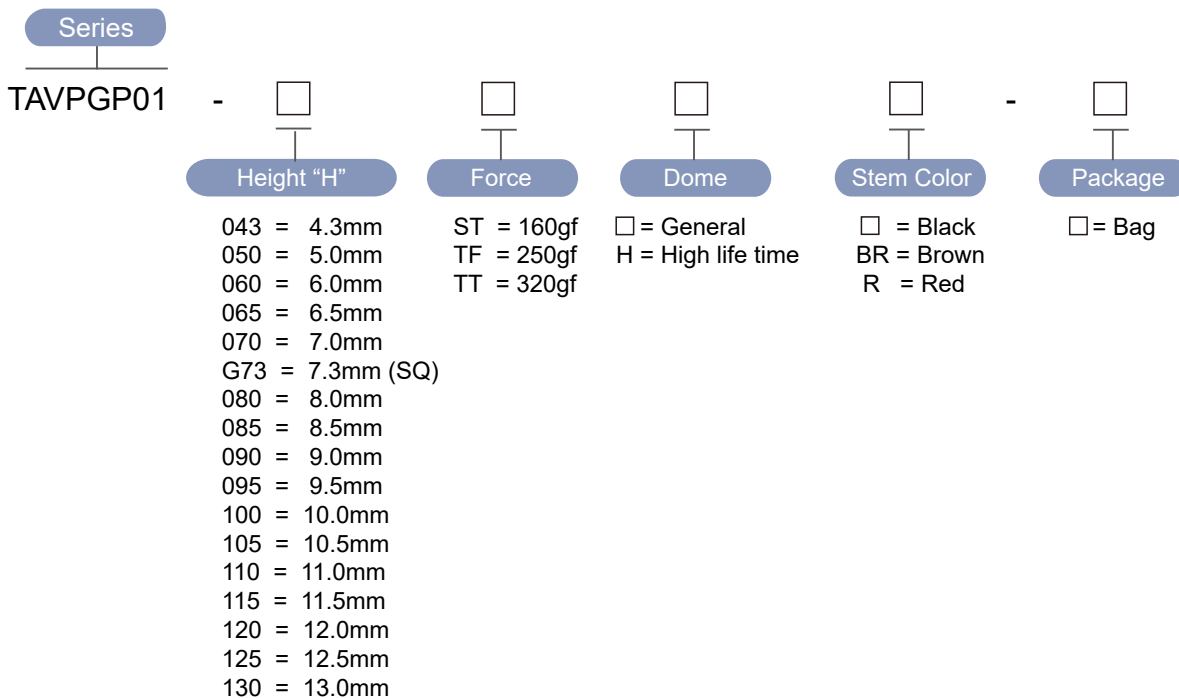 Series
TAVPGP01 - □ □ □ □ - □
Height “H” Force Dome Stem Color Package
043 = 4.3mm ST = 160gf □ = General □ = Black □ = Bag
050 = 5.0mm TF = 250gf H = High life time BR = Brown
060 = 6.0mm TT = 320gf R = Red
065 = 6.5mm
070 = 7.0mm
G73 = 7.3mm (SQ)
080 = 8.0mm
085 = 8.5mm
090 = 9.0mm
095 = 9.5mm
100 = 10.0mm
105 = 10.5mm
110 = 11.0mm
115 = 11.5mm
120 = 12.0mm
125 = 12.5mm
130 = 13.0mm